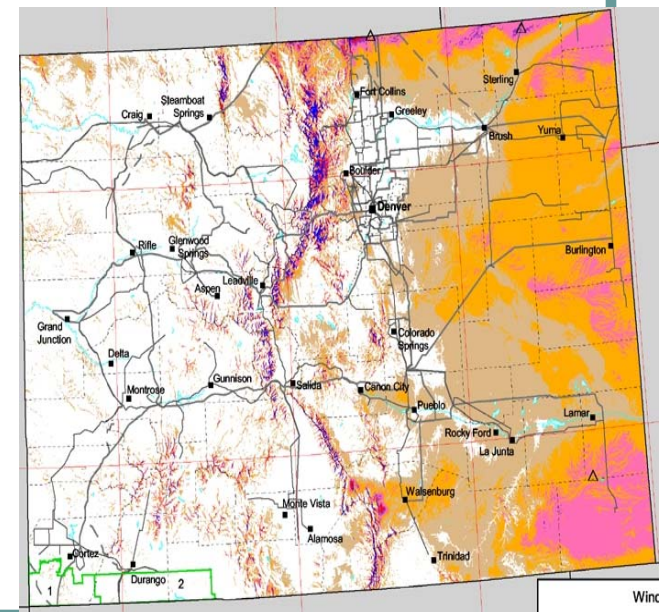 Sterling
Fort Collins
Steamboat
Springs
Craig
Greeley
Brush
Yuma
Boulder
Denver
Rifle
Glenwood
Springs
Burlington
Leadville
Aspen
Grand
Junction
Colorado
Springs
Delta
Gunnison
Salida
Canon City
Montrose
Pueblo
Lamar
Rocky Ford
La Junta
Walsenburg
Monte Vista
Alamosa
Cortez
Trinidad
Durango
1
2
Wind